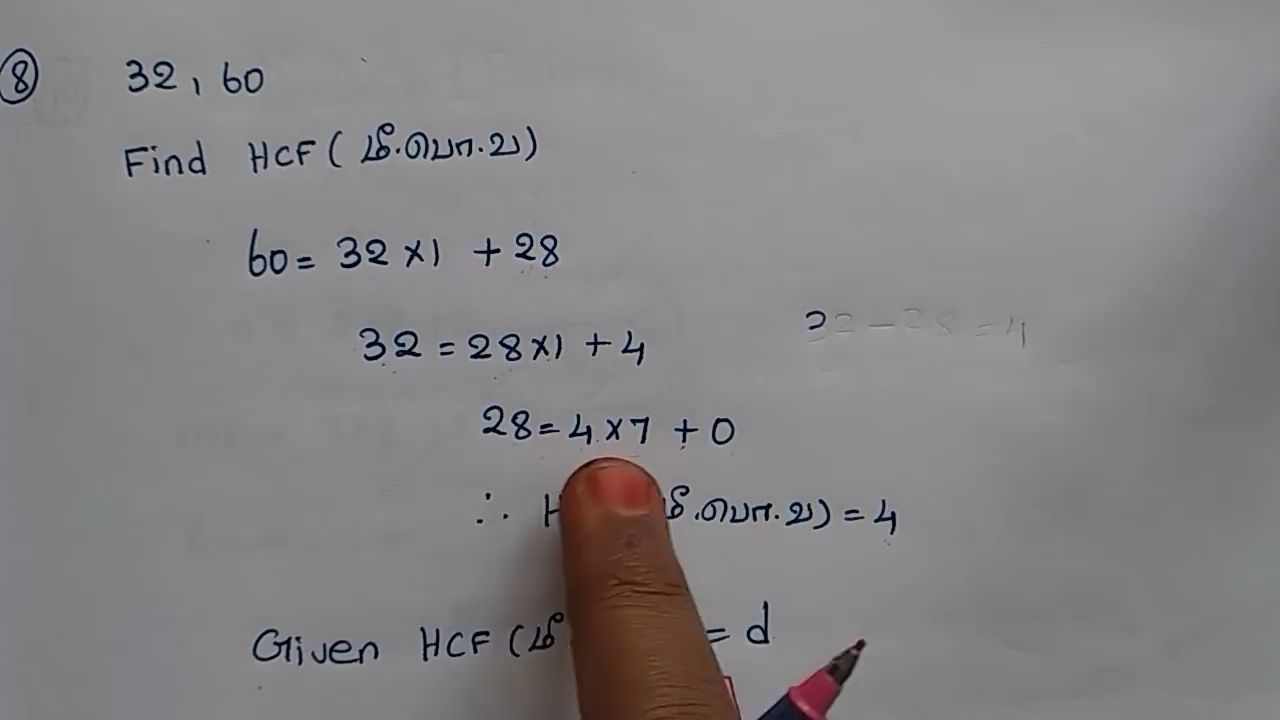 ⑧ 32, 60
Find HCF (மீ.பொ.வ)
60 = 32 × 1 + 28
32 = 28 × 1 + 4
28 = 4 × 7 + 0
∴ .பொ.வ) = 4
Given HCF (மீ = d